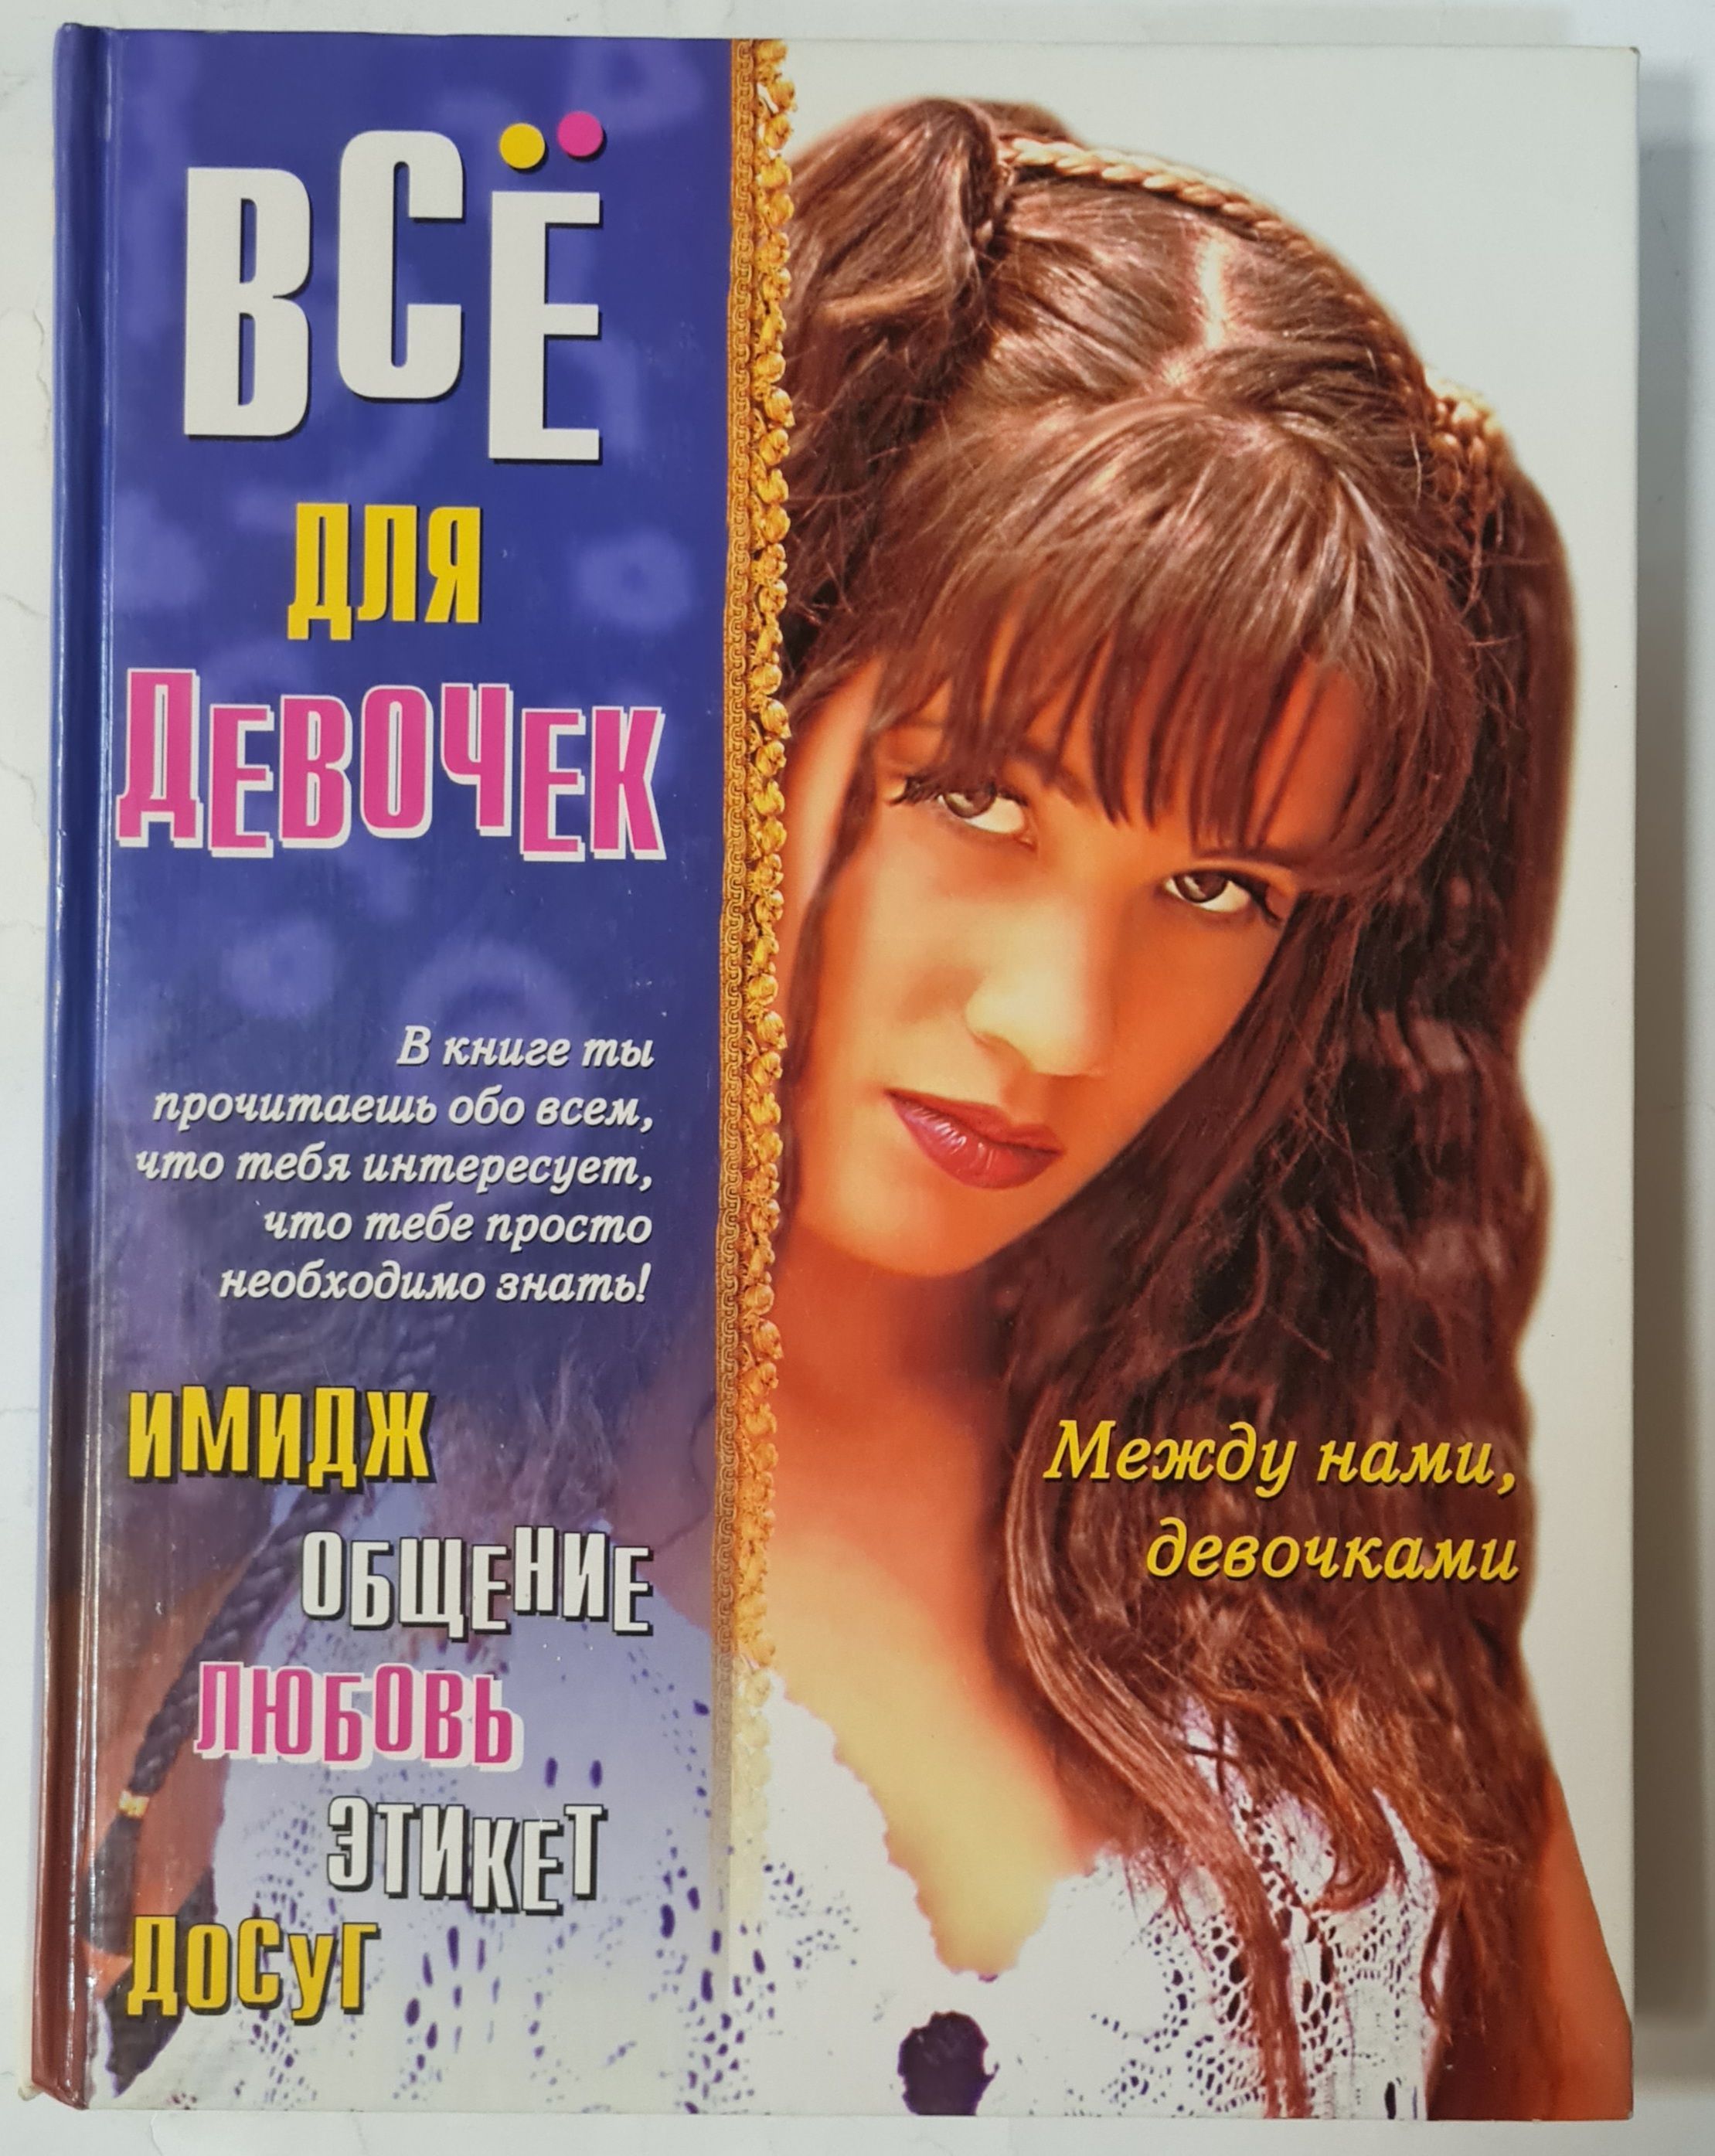 ВСЁ
ДЛЯ
ДЕВОЧЕК
В книге ты
прочитаешь обо всем,
что тебя интересует,
что тебе просто
необходимо знать!
ИМИДЖ
ОБЩЕНИЕ
ЛЮБОВЬ
ЭТИКЕТ
ДОСУГ
Между нами,
девочками